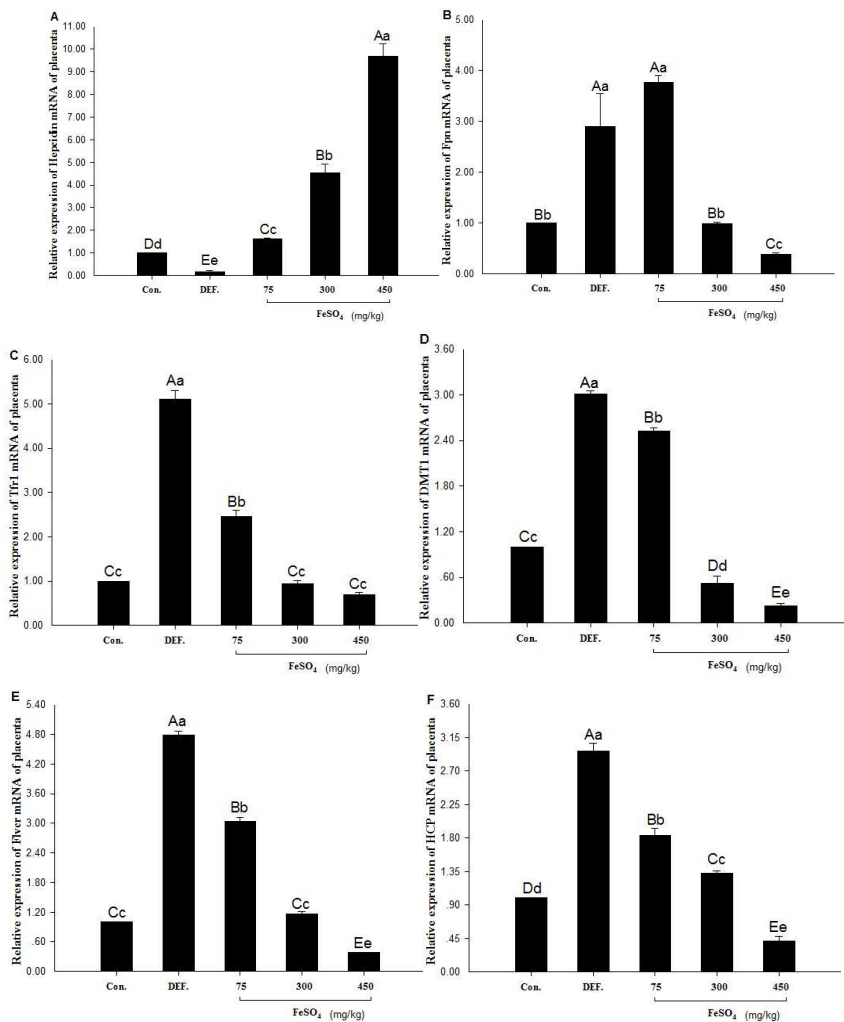 A
Relative expression of Hepcidin mRNA of placenta
11.00
10.00
9.00
8.00
7.00
6.00
5.00
4.00
3.00
2.00
1.00
0.00
Dd
Ee
Cc
Bb
Aa
Con.
DEF.
75
300
450
FeSO4 (mg/kg)
B
Relative expression of Fpn mRNA of placenta
5.00
4.00
3.00
2.00
1.00
0.00
Bb
Aa
Aa
Bb
Cc
Con.
DEF.
75
300
450
FeSO4 (mg/kg)
C
Relative expression of Tfr1 mRNA of placenta
6.00
5.00
4.00
3.00
2.00
1.00
0.00
Cc
Aa
Bb
Cc
Cc
Con.
DEF.
75
300
450
FeSO4 (mg/kg)
D
Relative expression of DMT1 mRNA of placenta
3.60
3.00
2.40
1.80
1.20
.60
0.00
Cc
Aa
Bb
Dd
Ee
Con.
DEF.
75
300
450
FeSO4 (mg/kg)
E
Relative expression of Flvcr mRNA of placenta
5.40
4.80
4.20
3.60
3.00
2.40
1.80
1.20
.60
0.00
Cc
Aa
Bb
Cc
Ee
Con.
DEF.
75
300
450
FeSO4 (mg/kg)
F
Relative expression of HCP mRNA of placenta
3.60
3.15
2.70
2.25
1.80
1.35
.90
.45
0.00
Dd
Aa
Bb
Cc
Ee
Con.
DEF.
75
300
450
FeSO4 (mg/kg)